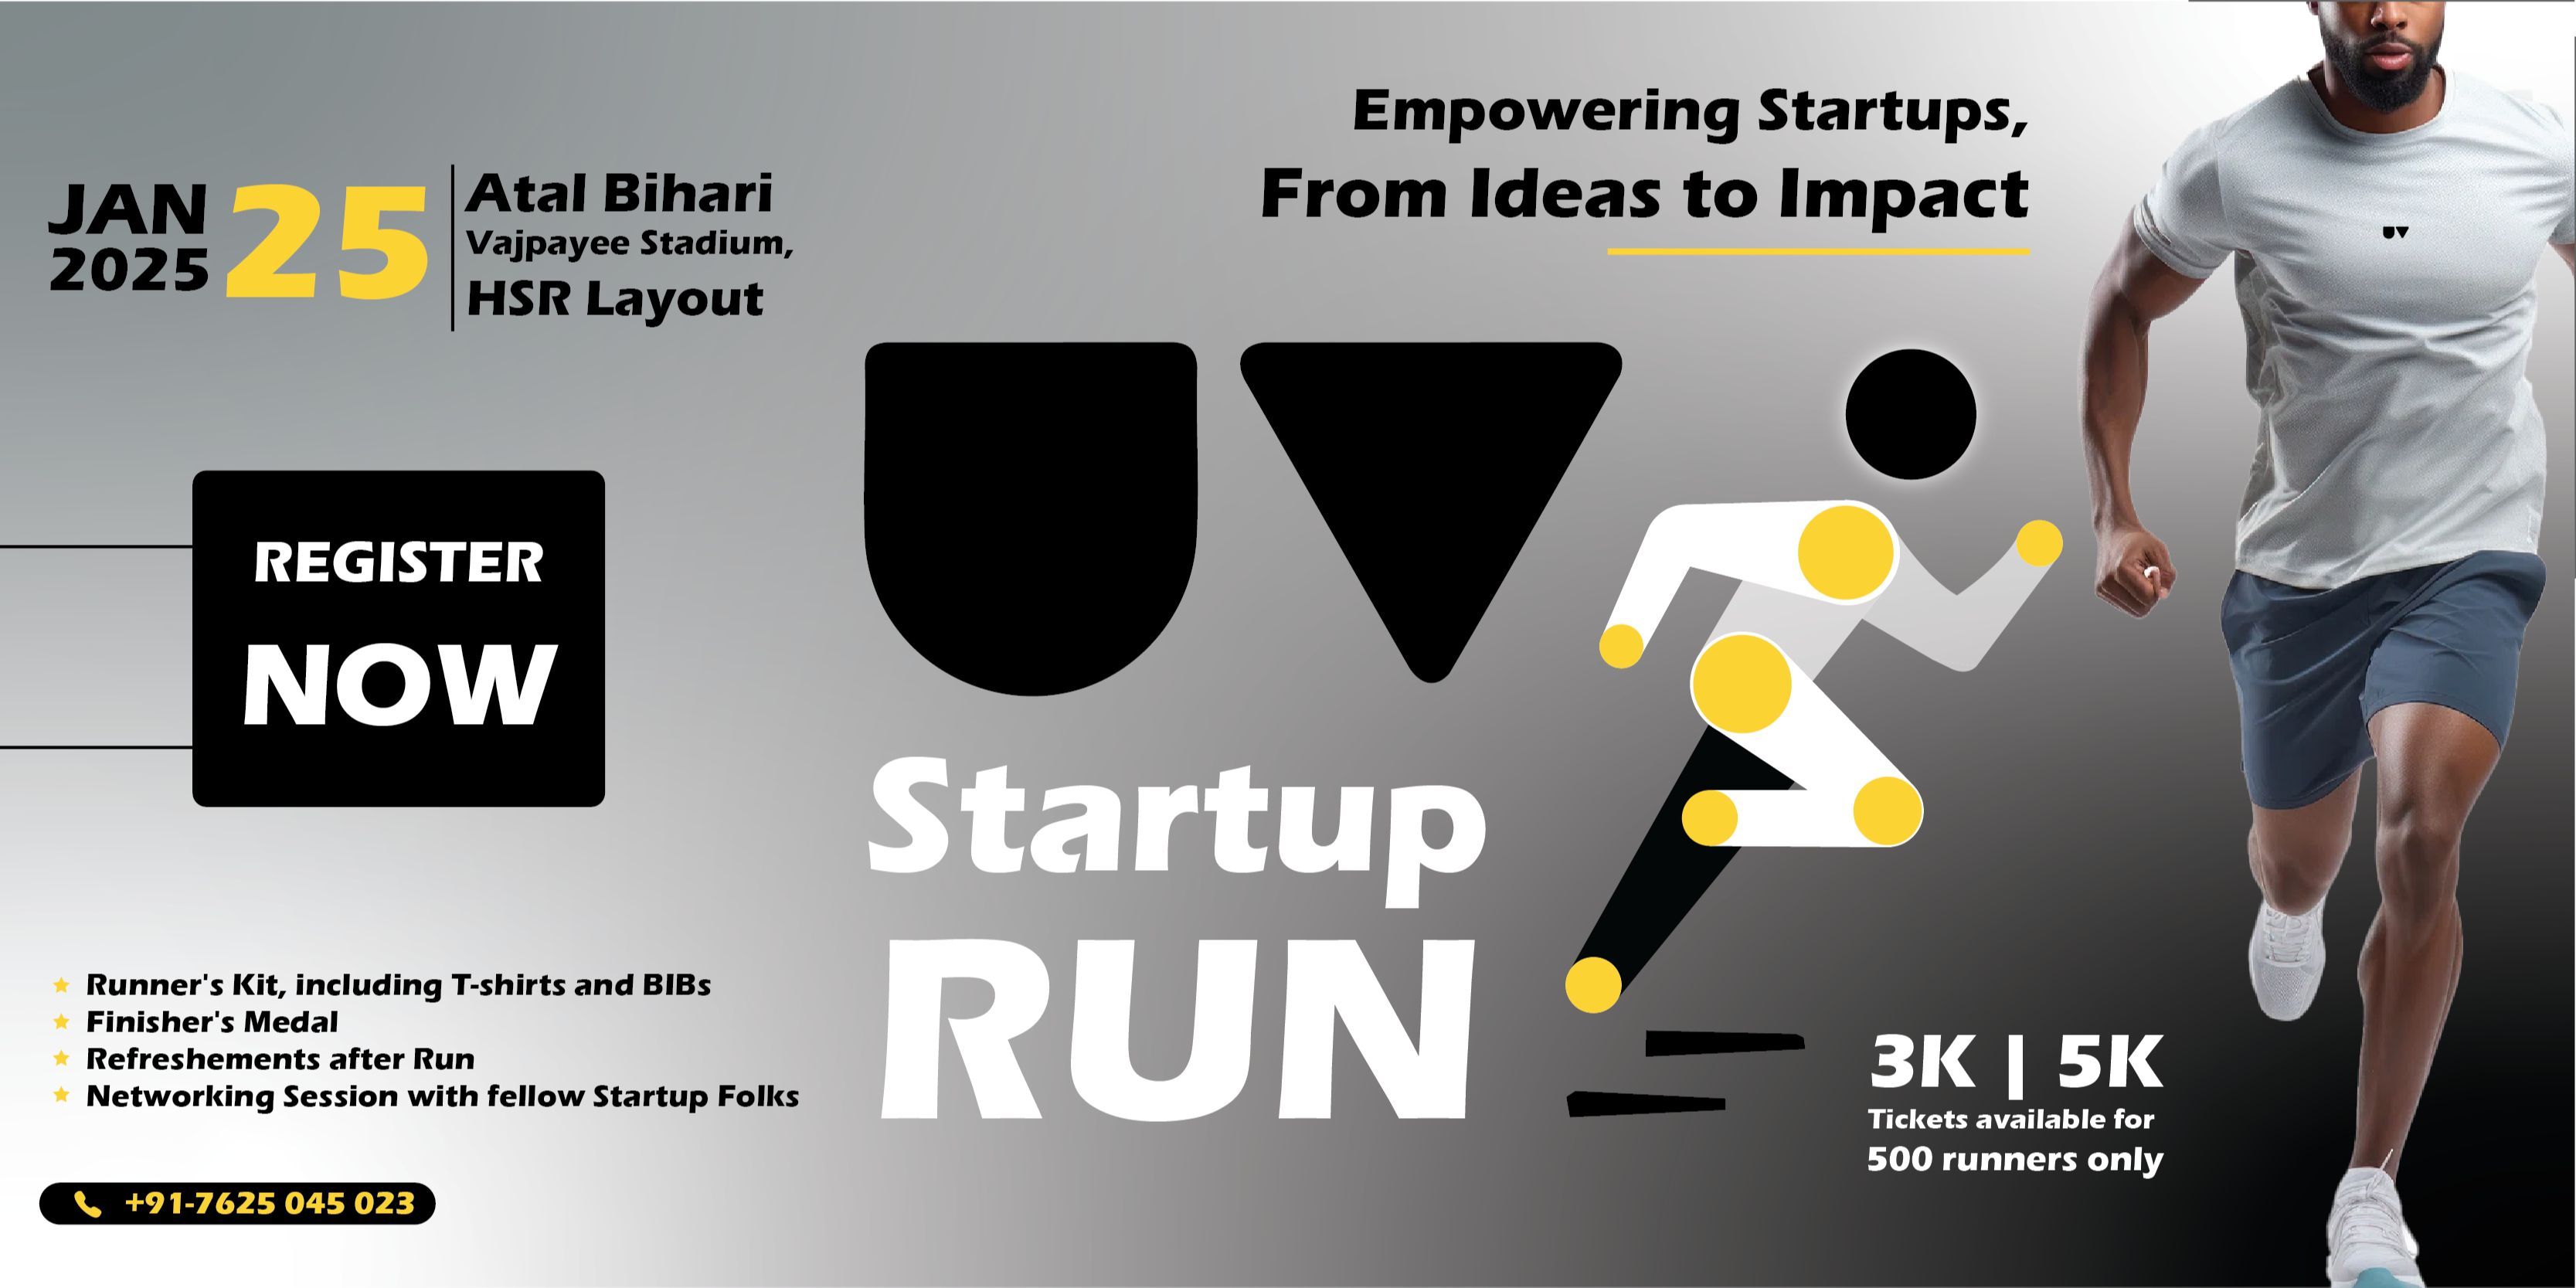 Empowering Startups,
From Ideas to Impact
JAN
2025
25
Atal Bihari
Vajpayee Stadium,
HSR Layout
UV
UV
REGISTER
NOW
Startup
RUN
Runner's Kit, including T-shirts and BIBs
Finisher's Medal
Refreshements after Run
Networking Session with fellow Startup Folks
+91-7625 045 023
3K | 5K
Tickets available for
500 runners only